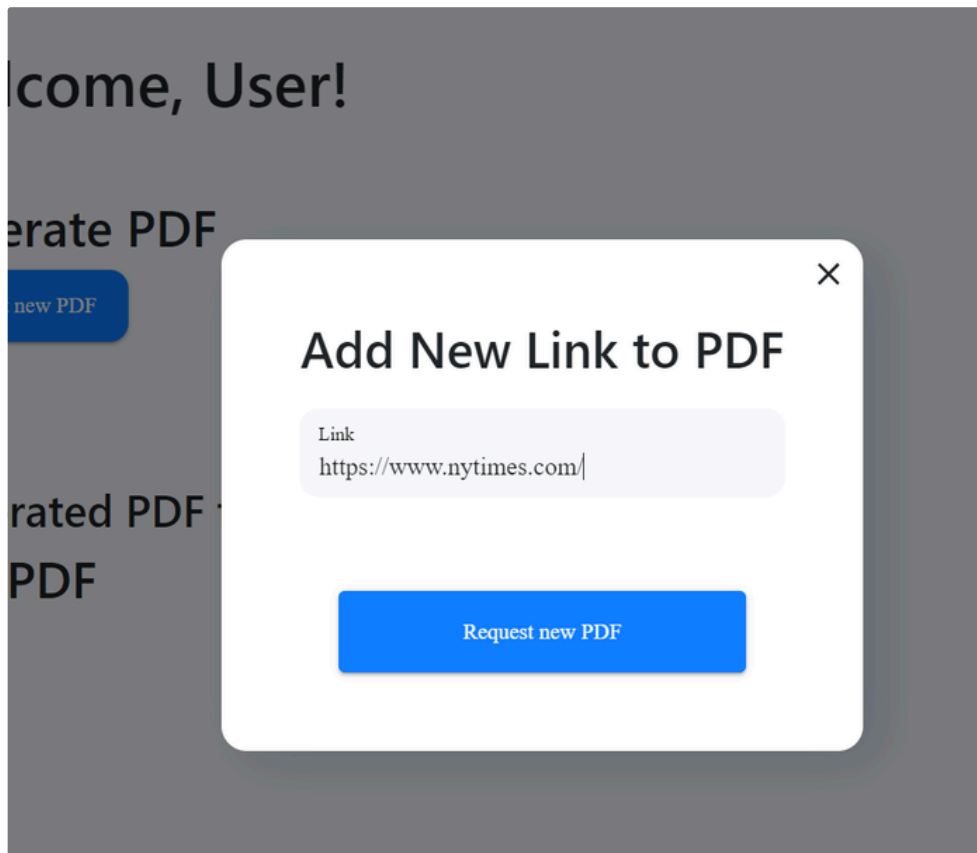 lcome, User!
erate PDF
new PDF
Add New Link to PDF
Link
https://www.nytimes.com/
rated PDF
PDF
Request new PDF